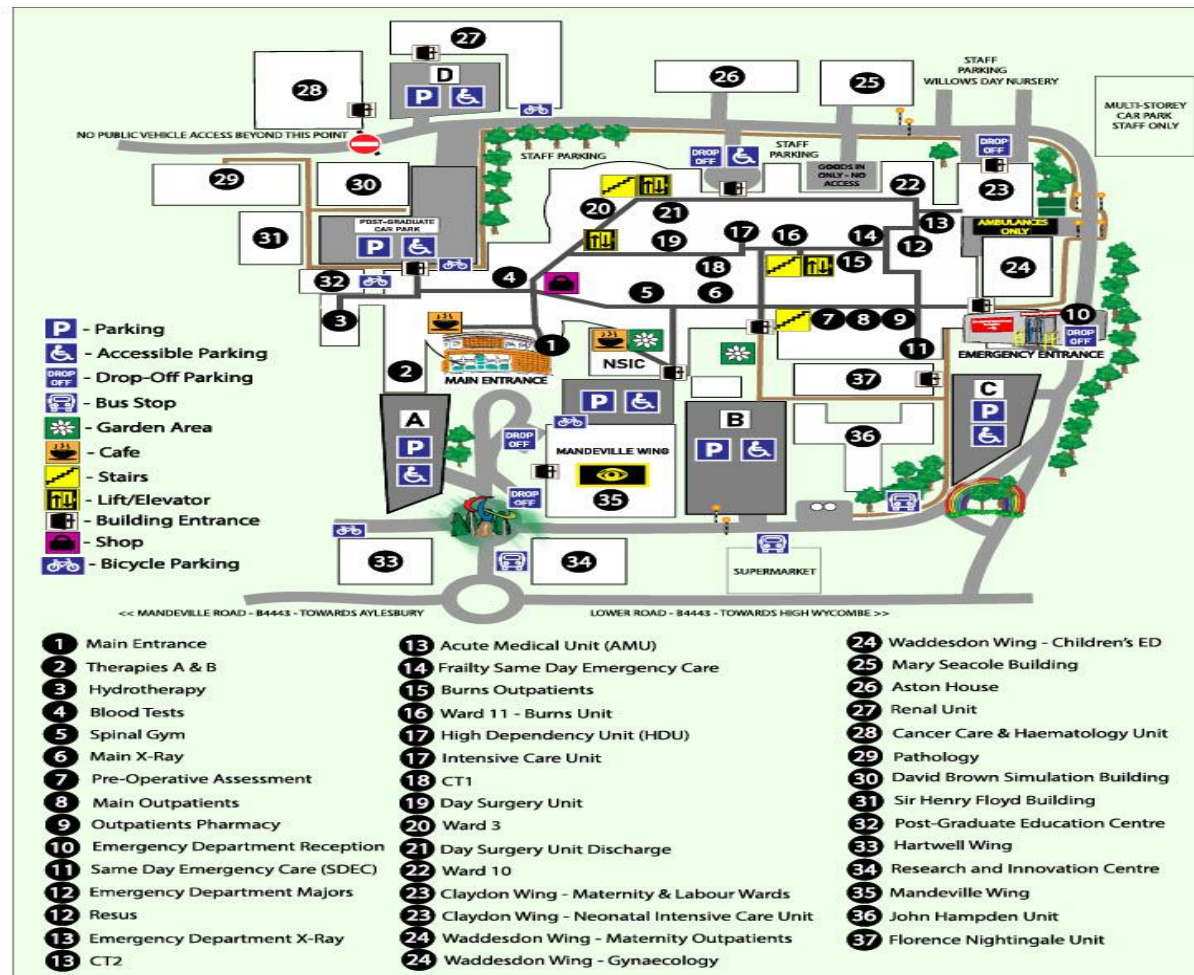 27
D
P
28
NO PUBLIC VEHICLE ACCESS BEYOND THIS POINT
26
25
STAFF
PARKING
WILLOWS DAY NURSERY
MULTI-STOREY
CAR PARK
STAFF ONLY
29
30
31
POST-GRADUATE
CAR PARK
P
32
3
STAFF PARKING
DROP
OFF
STAFF
PARKING
GOODS IN
ONLY - NO
ACCESS
22
DROP
OFF
23
20
21
19
17
16
14
13
12
AMBULANCES
ONLY
18
15
24
4
5
6
7
8
9
10
DROP
OFF
11
EMERGENCY ENTRANCE
1
2
MAIN ENTRANCE
NSIC
P
37
36
A
P
B
P
C
P
DROP
OFF
MANDEVILLE WING
35
DROP
OFF
33
34
SUPERMARKET
<< MANDEVILLE ROAD - B4443 - TOWARDS AYLESBURY
LOWER ROAD - B4443 - TOWARDS HIGH WYCOMBE >>
P - Parking
- Accessible Parking
DROP OFF - Drop-Off Parking
- Bus Stop
- Garden Area
- Cafe
- Stairs
- Lift/Elevator
- Building Entrance
- Shop
- Bicycle Parking
1 Main Entrance
2 Therapies A & B
3 Hydrotherapy
4 Blood Tests
5 Spinal Gym
6 Main X-Ray
7 Pre-Operative Assessment
8 Main Outpatients
9 Outpatients Pharmacy
10 Emergency Department Reception
11 Same Day Emergency Care (SDEC)
12 Emergency Department Majors
12 Resus
13 Emergency Department X-Ray
13 CT2
13 Acute Medical Unit (AMU)
14 Frailty Same Day Emergency Care
15 Burns Outpatients
16 Ward 11 - Burns Unit
17 High Dependency Unit (HDU)
17 Intensive Care Unit
18 CT1
19 Day Surgery Unit
20 Ward 3
21 Day Surgery Unit Discharge
22 Ward 10
23 Claydon Wing - Maternity & Labour Wards
23 Claydon Wing - Neonatal Intensive Care Unit
24 Waddesdon Wing - Maternity Outpatients
24 Waddesdon Wing - Gynaecology
24 Waddesdon Wing - Children's ED
25 Mary Seacole Building
26 Aston House
27 Renal Unit
28 Cancer Care & Haematology Unit
29 Pathology
30 David Brown Simulation Building
31 Sir Henry Floyd Building
32 Post-Graduate Education Centre
33 Hartwell Wing
34 Research and Innovation Centre
35 Mandeville Wing
36 John Hampden Unit
37 Florence Nightingale Unit